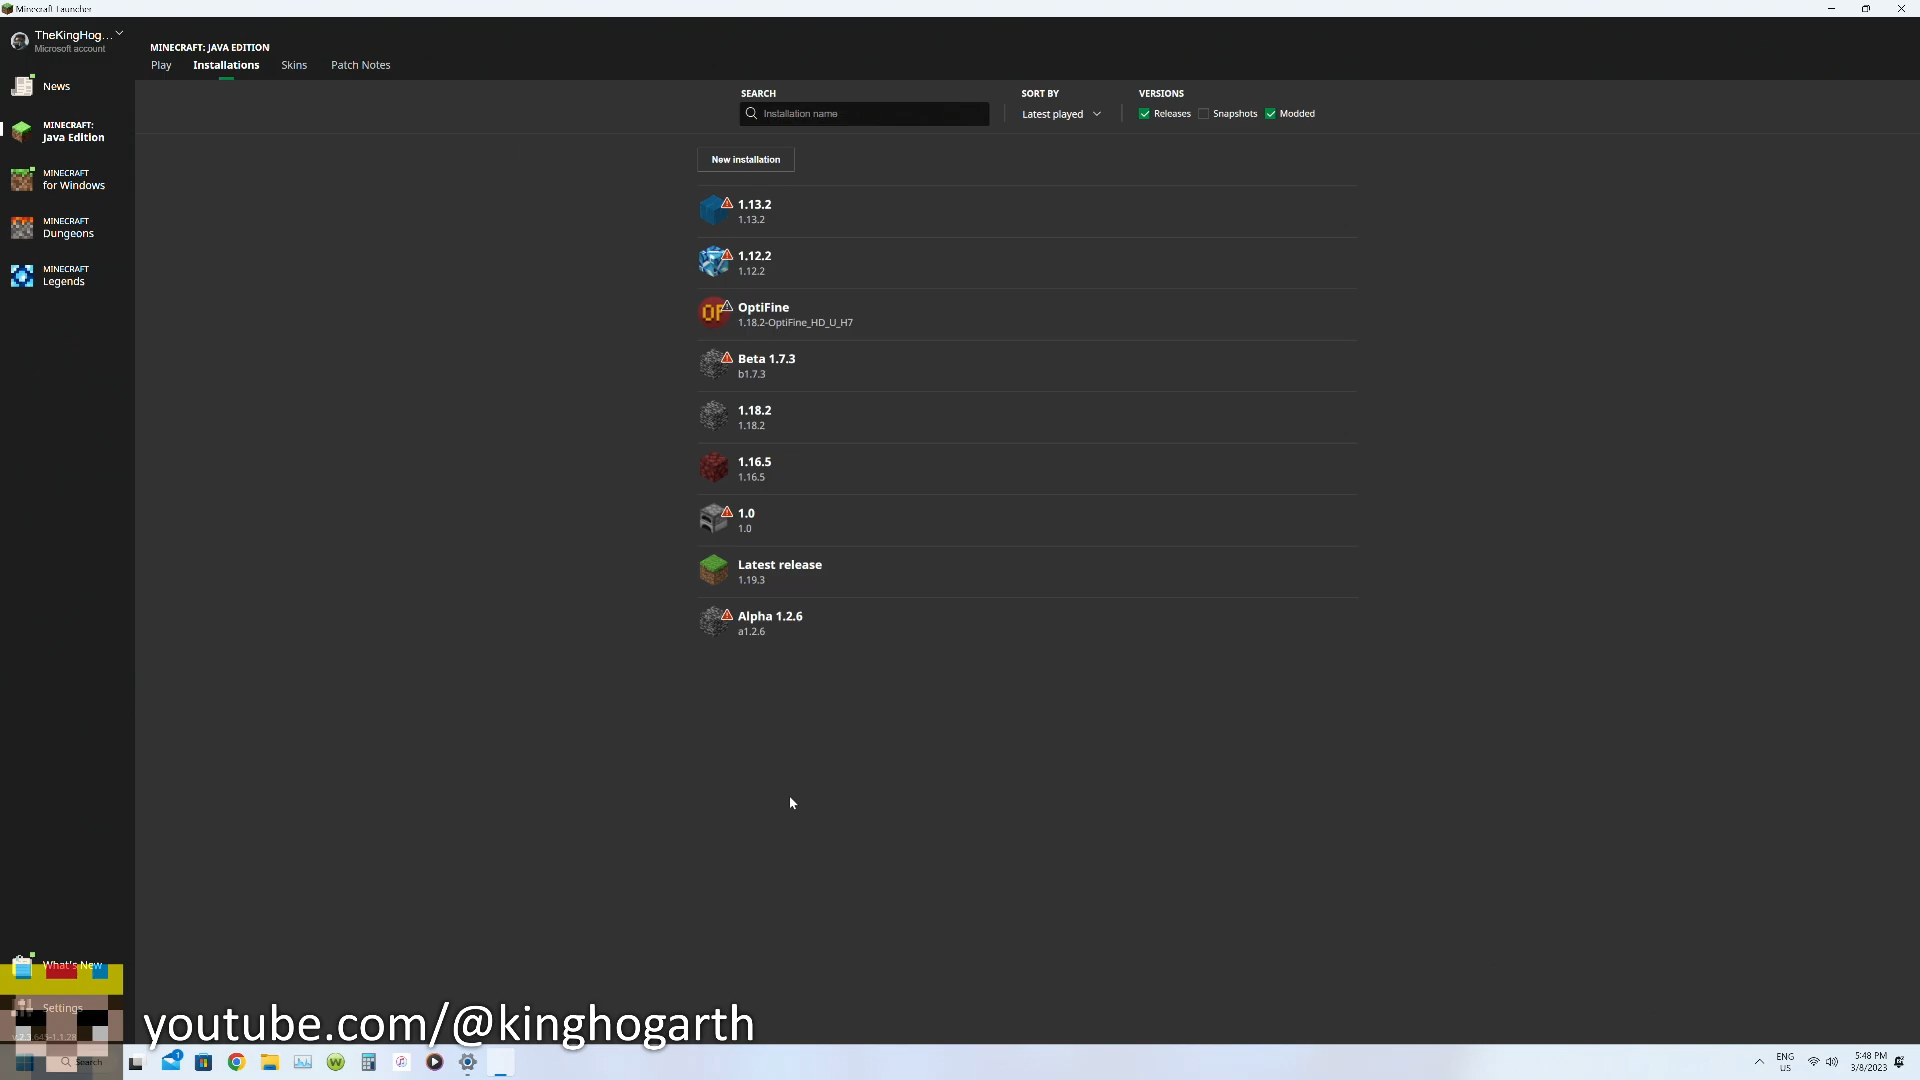 Minecraft Launcher
TheKingHog...
Microsoft account
News
MINECRAFT:
Java Edition
MINECRAFT
for Windows
MINECRAFT
Dungeons
MINECRAFT
Legends
MINECRAFT: JAVA EDITION
Play Installations Skins Patch Notes
SEARCH
Installation name
SORT BY
Latest played
VERSIONS
Releases Snapshots Modded
New installation
1.13.2
1.13.2
1.12.2
1.12.2
OF
OptiFine
1.18.2-OptiFine_HD_U_H7
Beta 1.7.3
b1.7.3
1.18.2
1.18.2
1.16.5
1.16.5
1.0
1.0
Latest release
1.19.3
Alpha 1.2.6
a1.2.6
What's New
Settings
youtube.com/@kinghogarth
Search
1
W
ENG
US
5:48 PM
3/8/2023